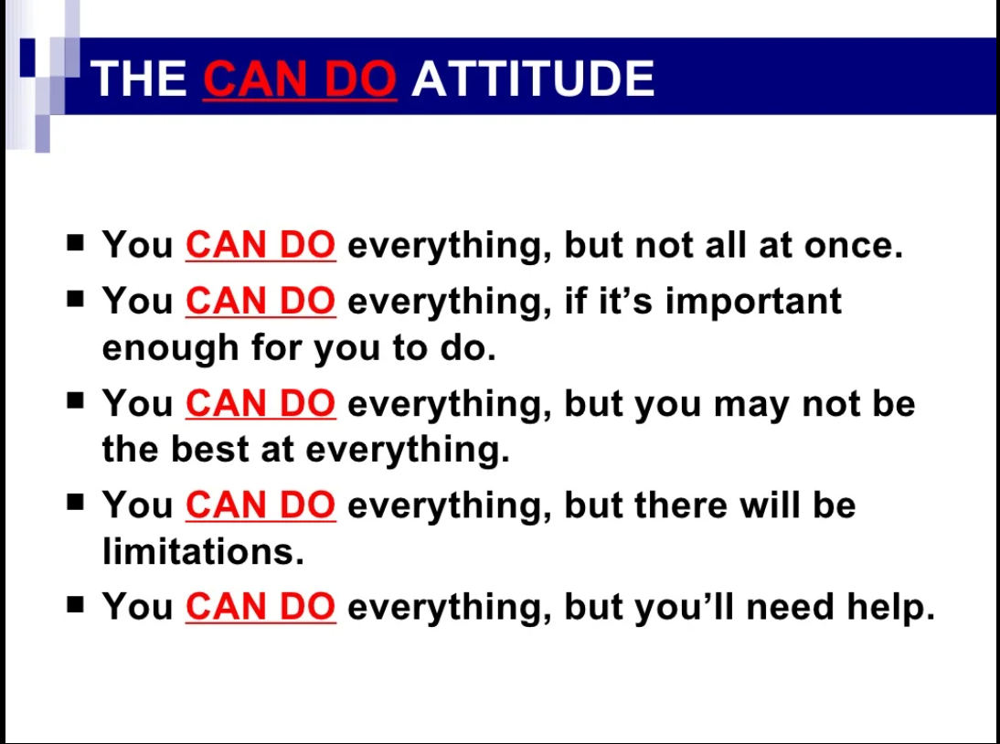 THE CAN DO ATTITUDE
You CAN DO everything, but not all at once.
You CAN DO everything, if it’s important
enough for you to do.
You CAN DO everything, but you may not be
the best at everything.
You CAN DO everything, but there will be
limitations.
You CAN DO everything, but you’ll need help.